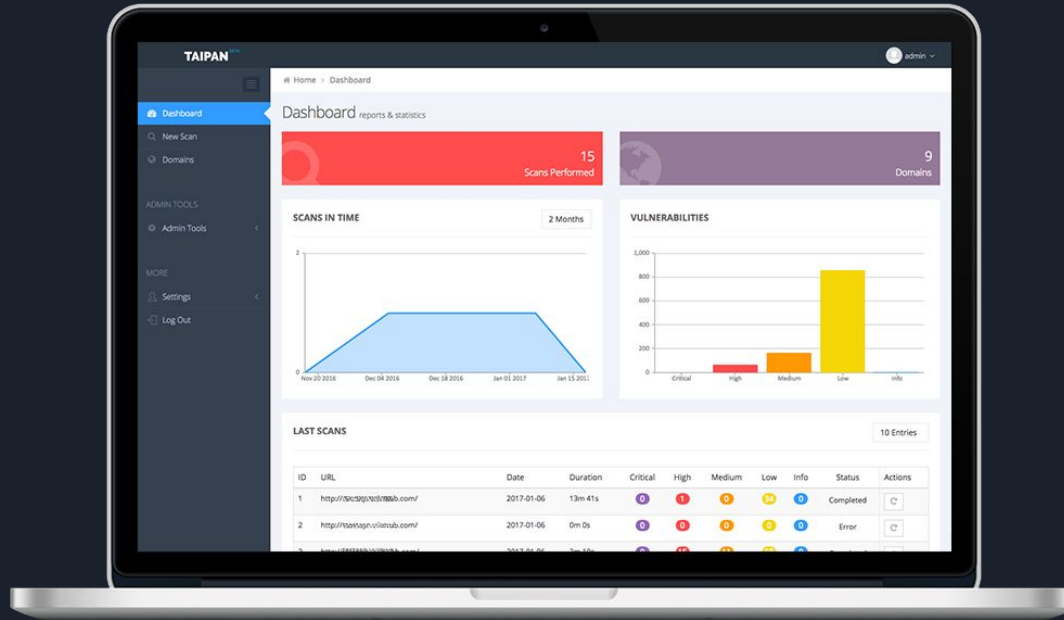 TAIPAN BETA
admin
Home > Dashboard
Dashboard
New Scan
Domains
ADMIN TOOLS
Admin Tools
MORE
Settings
Log Out
Dashboard reports & statistics
15
Scans Performed
9
Domains
SCANS IN TIME
2 Months
2
0
Nov 20 2016 Dec 04 2016 Dec 18 2016 Jan 01 2017 Jan 15 201
VULNERABILITIES
1,000
800
600
400
200
0
Critical High Medium Low Info
LAST SCANS
10 Entries
ID URL Date Duration Critical High Medium Low Info Status Actions
1 2017-01-06 13m 41s 0 1 0 34 0 Completed
2 2017-01-06 0m 0s 0 0 0 0 0 Error